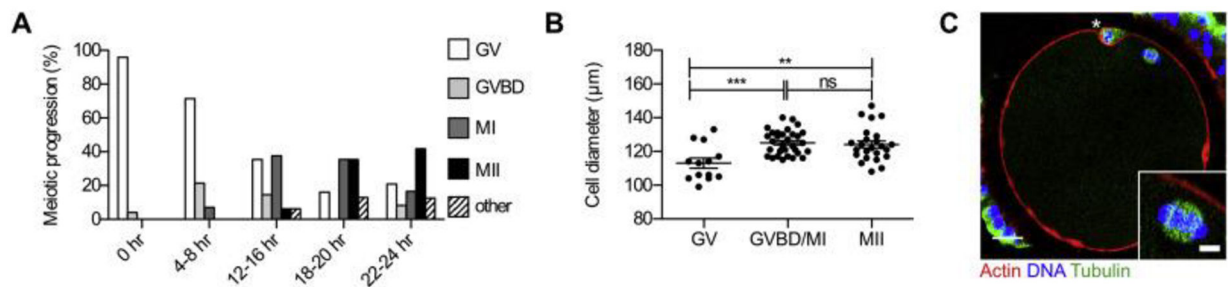 A
Meiotic progression (%)
100
80
60
40
20
0
0 hr
4-8 hr
12-16 hr
18-20 hr
22-24 hr
GV
GVBD
MI
MII
other
B
Cell diameter (µm)
180
160
140
120
100
80
**
***
ns
GV
GVBD/MI
MII
C
*
Actin DNA Tubulin